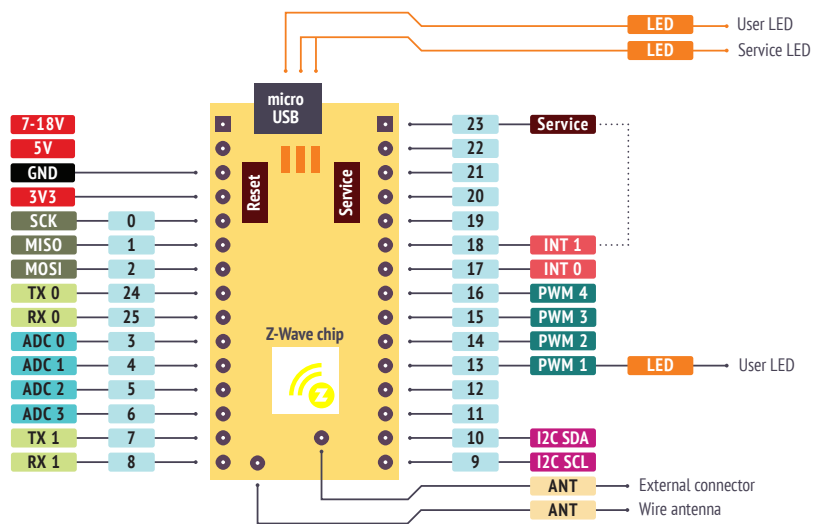 LED User LED
LED Service LED
micro
USB
7-18V
5V
GND
3V3
SCK 0
MISO 1
MOSI 2
TX 0 24
RX 0 25
ADC 0 3
ADC 1 4
ADC 2 5
ADC 3 6
TX 1 7
RX 1 8
Reset
Service
Z-Wave chip
z
23 Service
22
21
20
19
18 INT 1
17 INT 0
16 PWM 4
15 PWM 3
14 PWM 2
13 PWM 1 LED User LED
12
11
10 I2C SDA
9 I2C SCL
ANT External connector
ANT Wire antenna